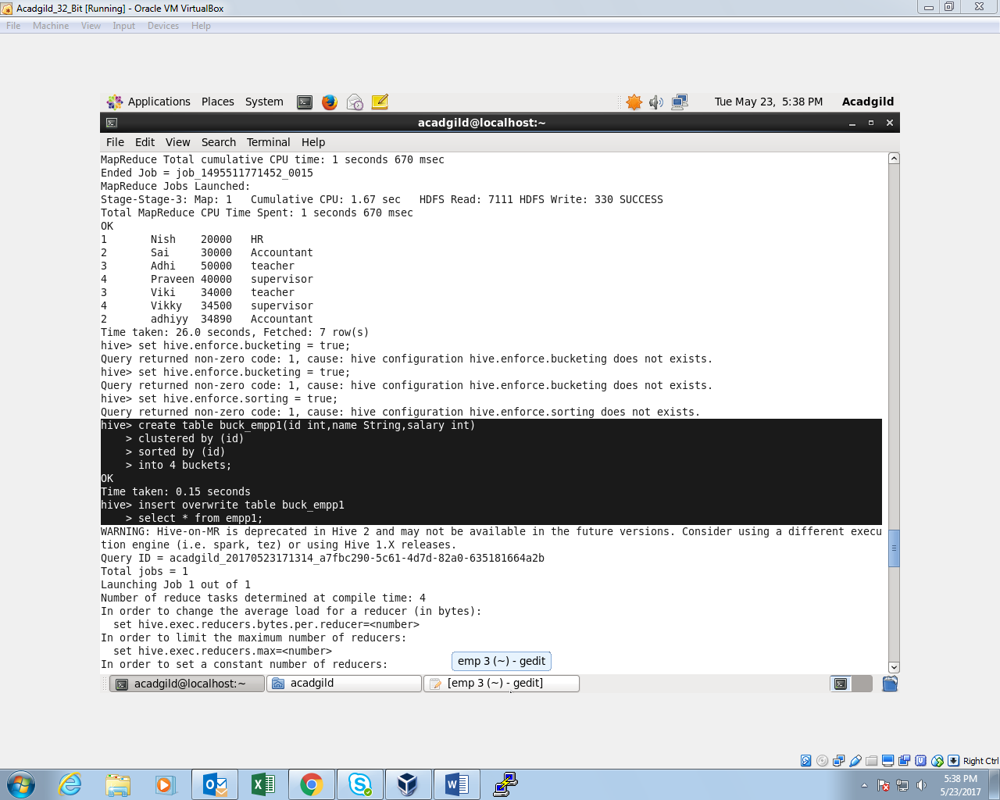 Acadgild_32_Bit [Running] - Oracle VM VirtualBox
File Machine View Input Devices Help
Applications Places System Tue May 23, 5:38 PM Acadgild
acadgild@localhost:~
File Edit View Search Terminal Help
MapReduce Total cumulative CPU time: 1 seconds 670 msec
Ended Job = job_1495511771452_0015
MapReduce Jobs Launched:
Stage-Stage-3: Map: 1   Cumulative CPU: 1.67 sec   HDFS Read: 7111 HDFS Write: 330 SUCCESS
Total MapReduce CPU Time Spent: 1 seconds 670 msec
OK
1       Nish    20000   HR
2       Sai     30000   Accountant
3       Adhi    50000   teacher
4       Praveen 40000   supervisor
3       Viki    34000   teacher
4       Vikky   34500   supervisor
2       adhiyy  34890   Accountant
Time taken: 26.0 seconds, Fetched: 7 row(s)
hive> set hive.enforce.bucketing = true;
Query returned non-zero code: 1, cause: hive configuration hive.enforce.bucketing does not exists.
hive> set hive.enforce.bucketing = true;
Query returned non-zero code: 1, cause: hive configuration hive.enforce.bucketing does not exists.
hive> set hive.enforce.sorting = true;
Query returned non-zero code: 1, cause: hive configuration hive.enforce.sorting does not exists.
hive> create table buck_empp1(id int,name String,salary int)
    > clustered by (id)
    > sorted by (id)
    > into 4 buckets;
OK
Time taken: 0.15 seconds
hive> insert overwrite table buck_empp1
    > select * from empp1;
WARNING: Hive-on-MR is deprecated in Hive 2 and may not be available in the future versions. Consider using a different execu
tion engine (i.e. spark, tez) or using Hive 1.X releases.
Query ID = acadgild_20170523171314_a7fbc290-5c61-4d7d-82a0-635181664a2b
Total jobs = 1
Launching Job 1 out of 1
Number of reduce tasks determined at compile time: 4
In order to change the average load for a reducer (in bytes):
  set hive.exec.reducers.bytes.per.reducer=<number>
In order to limit the maximum number of reducers:
  set hive.exec.reducers.max=<number>
In order to set a constant number of reducers:
emp 3 (~) - gedit
acadgild@localhost:~ acadgild [emp 3 (~) - gedit]
Right Ctrl
5:38 PM
5/23/2017